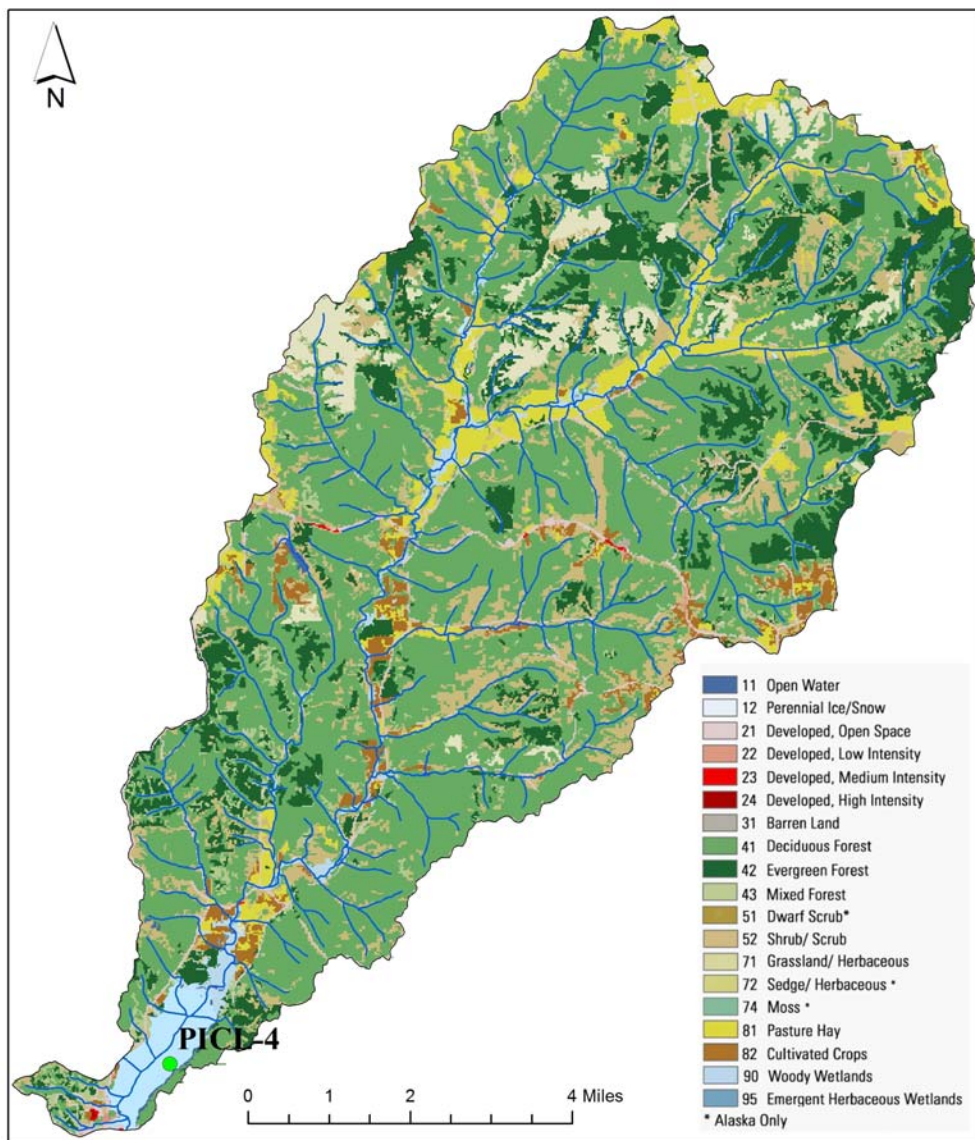 N
11 Open Water
12 Perennial Ice/Snow
21 Developed, Open Space
22 Developed, Low Intensity
23 Developed, Medium Intensity
24 Developed, High Intensity
31 Barren Land
41 Deciduous Forest
42 Evergreen Forest
43 Mixed Forest
51 Dwarf Scrub*
52 Shrub/ Scrub
71 Grassland/ Herbaceous
72 Sedge/ Herbaceous *
74 Moss *
81 Pasture Hay
82 Cultivated Crops
90 Woody Wetlands
95 Emergent Herbaceous Wetlands
* Alaska Only
PICL-4
0 1 2 4 Miles